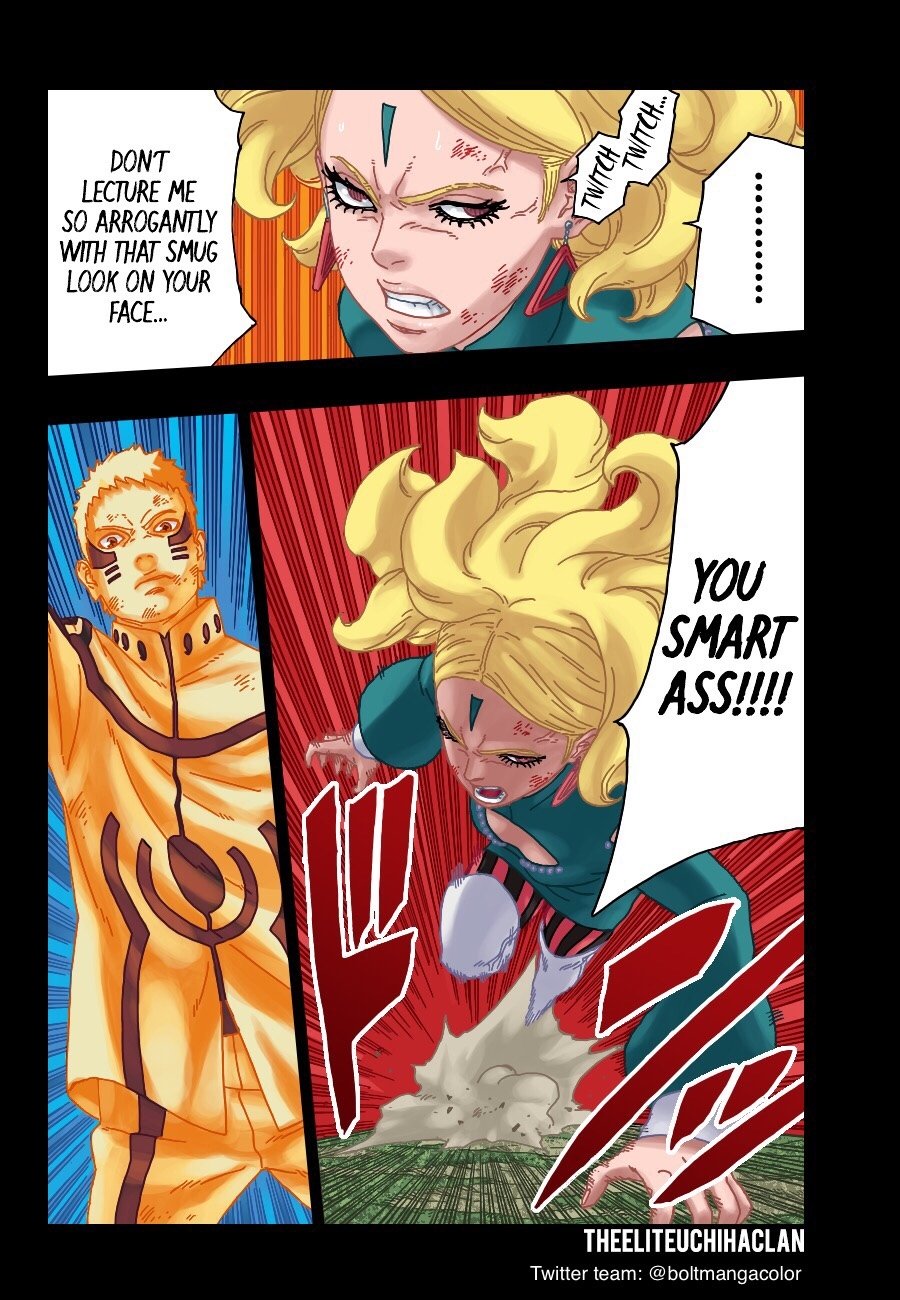 DON'T
LECTURE ME
SO ARROGANTLY
WITH THAT SMUG
LOOK ON YOUR
FACE...
TWITCH
TWITCH...
..........
YOU
SMART
ASS!!!!
ドンッ
THEELITEUCHIHACLAN
Twitter team: @boltmangacolor